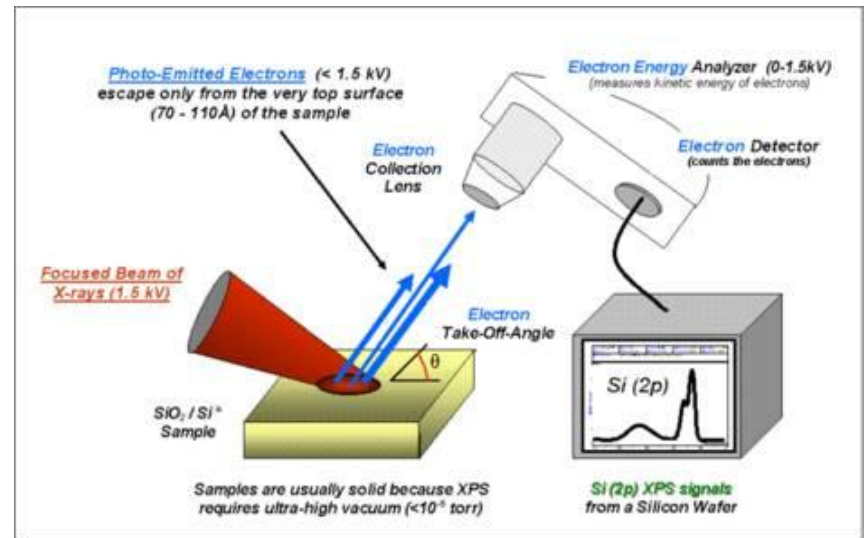 Photo-Emitted Electrons (< 1.5 kV)
escape only from the very top surface
(70 - 110Å) of the sample
Electron Energy Analyzer (0-1.5kV)
(measures kinetic energy of electrons)
Electron Detector
(counts the electrons)
Electron
Collection
Lens
Focused Beam of
X-rays (1.5 kV)
Electron
Take-Off-Angle
θ
Si (2p)
SiO₂ / Si
Sample
Samples are usually solid because XPS
requires ultra-high vacuum (<10⁻⁸ torr)
Si (2p) XPS signals
from a Silicon Wafer